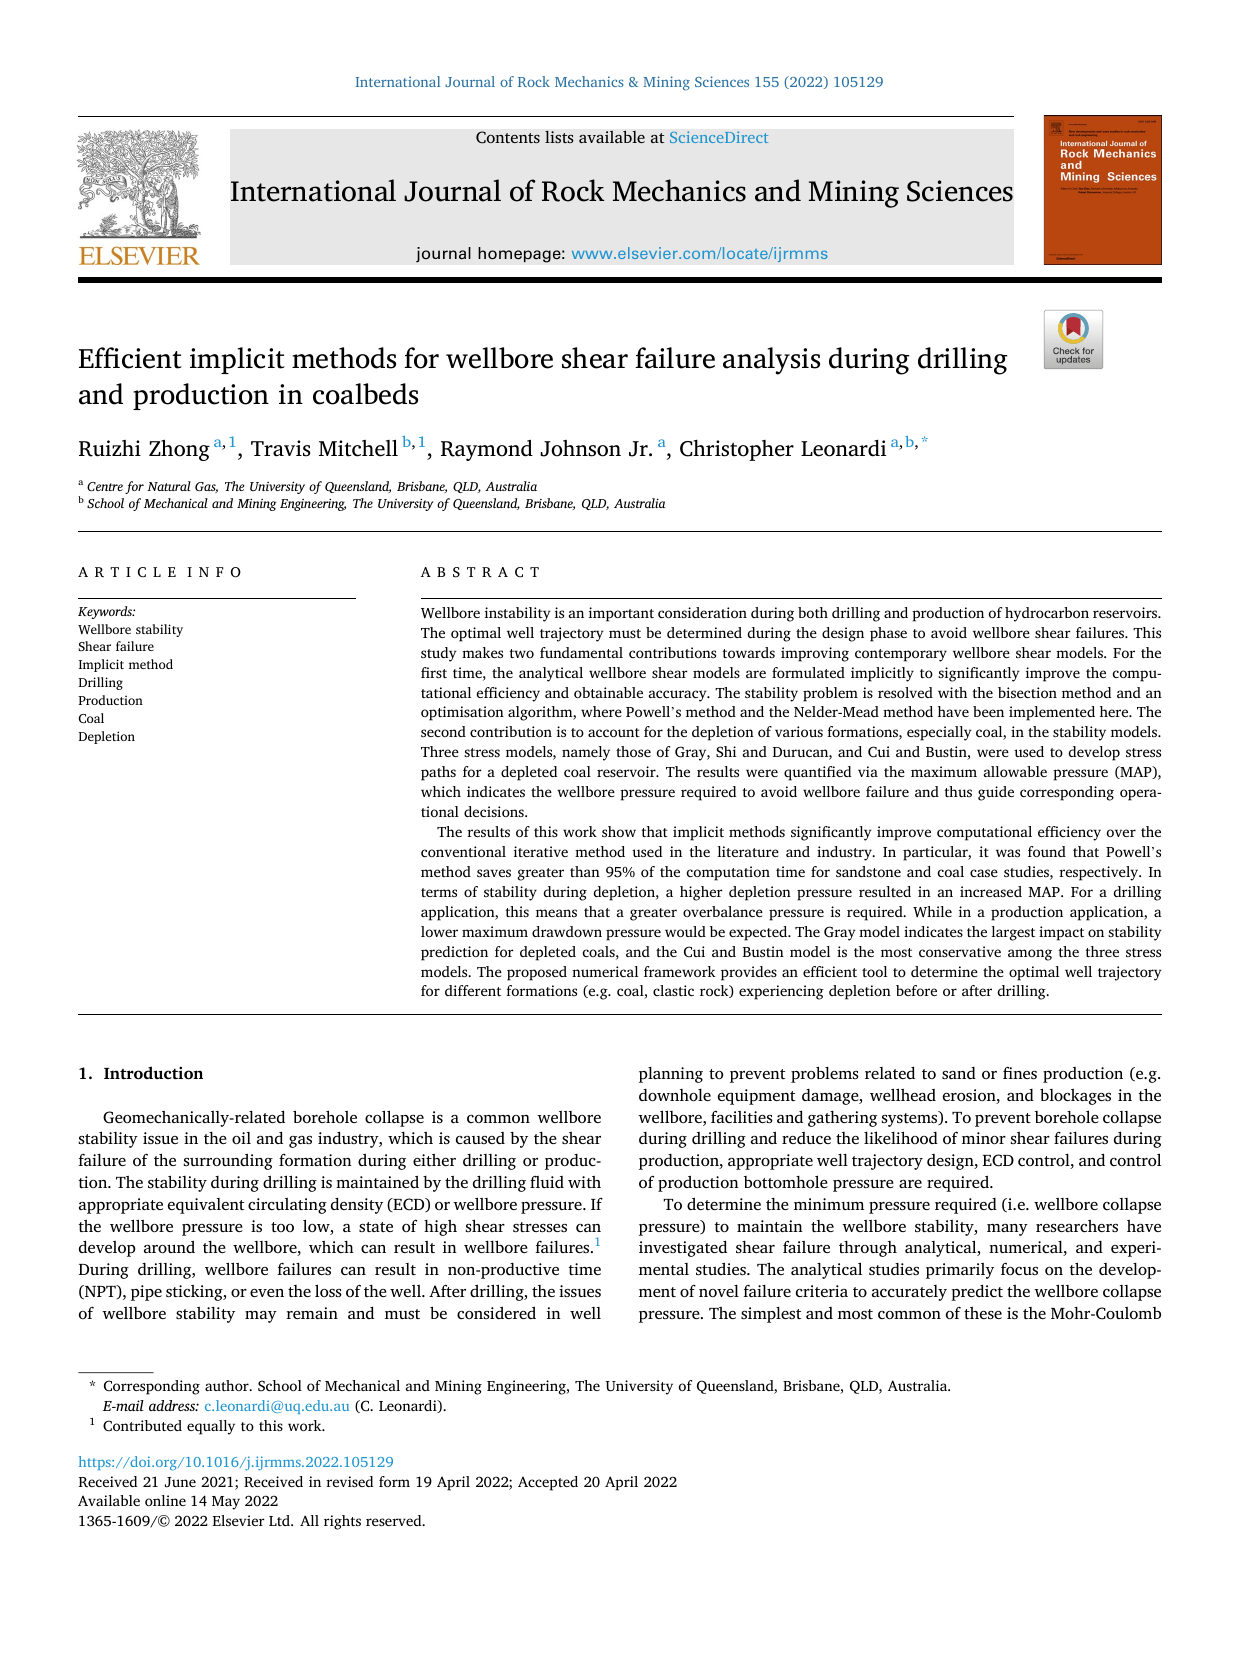 International Journal of Rock Mechanics & Mining Sciences 155 (2022) 105129
Contents lists available at ScienceDirect
International Journal of Rock Mechanics and Mining Sciences
journal homepage: www.elsevier.com/locate/ijrmms
ELSEVIER
International Journal of
Rock Mechanics
and
Mining Sciences
Check for
updates
Efficient implicit methods for wellbore shear failure analysis during drilling
and production in coalbeds
Ruizhi Zhong a,1, Travis Mitchell b,1, Raymond Johnson Jr. a, Christopher Leonardi a,b,*
a Centre for Natural Gas, The University of Queensland, Brisbane, QLD, Australia
b School of Mechanical and Mining Engineering, The University of Queensland, Brisbane, QLD, Australia
A R T I C L E I N F O
Keywords:
Wellbore stability
Shear failure
Implicit method
Drilling
Production
Coal
Depletion
A B S T R A C T
Wellbore instability is an important consideration during both drilling and production of hydrocarbon reservoirs.
The optimal well trajectory must be determined during the design phase to avoid wellbore shear failures. This
study makes two fundamental contributions towards improving contemporary wellbore shear models. For the
first time, the analytical wellbore shear models are formulated implicitly to significantly improve the compu-
tational efficiency and obtainable accuracy. The stability problem is resolved with the bisection method and an
optimisation algorithm, where Powell's method and the Nelder-Mead method have been implemented here. The
second contribution is to account for the depletion of various formations, especially coal, in the stability models.
Three stress models, namely those of Gray, Shi and Durucan, and Cui and Bustin, were used to develop stress
paths for a depleted coal reservoir. The results were quantified via the maximum allowable pressure (MAP),
which indicates the wellbore pressure required to avoid wellbore failure and thus guide corresponding opera-
tional decisions.
The results of this work show that implicit methods significantly improve computational efficiency over the
conventional iterative method used in the literature and industry. In particular, it was found that Powell's
method saves greater than 95% of the computation time for sandstone and coal case studies, respectively. In
terms of stability during depletion, a higher depletion pressure resulted in an increased MAP. For a drilling
application, this means that a greater overbalance pressure is required. While in a production application, a
lower maximum drawdown pressure would be expected. The Gray model indicates the largest impact on stability
prediction for depleted coals, and the Cui and Bustin model is the most conservative among the three stress
models. The proposed numerical framework provides an efficient tool to determine the optimal well trajectory
for different formations (e.g. coal, clastic rock) experiencing depletion before or after drilling.
1. Introduction
Geomechanically-related borehole collapse is a common wellbore
stability issue in the oil and gas industry, which is caused by the shear
failure of the surrounding formation during either drilling or produc-
tion. The stability during drilling is maintained by the drilling fluid with
appropriate equivalent circulating density (ECD) or wellbore pressure. If
the wellbore pressure is too low, a state of high shear stresses can
develop around the wellbore, which can result in wellbore failures.1
During drilling, wellbore failures can result in non-productive time
(NPT), pipe sticking, or even the loss of the well. After drilling, the issues
of wellbore stability may remain and must be considered in well
planning to prevent problems related to sand or fines production (e.g.
downhole equipment damage, wellhead erosion, and blockages in the
wellbore, facilities and gathering systems). To prevent borehole collapse
during drilling and reduce the likelihood of minor shear failures during
production, appropriate well trajectory design, ECD control, and control
of production bottomhole pressure are required.
To determine the minimum pressure required (i.e. wellbore collapse
pressure) to maintain the wellbore stability, many researchers have
investigated shear failure through analytical, numerical, and experi-
mental studies. The analytical studies primarily focus on the develop-
ment of novel failure criteria to accurately predict the wellbore collapse
pressure. The simplest and most common of these is the Mohr-Coulomb
* Corresponding author. School of Mechanical and Mining Engineering, The University of Queensland, Brisbane, QLD, Australia.
E-mail address: c.leonardi@uq.edu.au (C. Leonardi).
1 Contributed equally to this work.
https://doi.org/10.1016/j.ijrmms.2022.105129
Received 21 June 2021; Received in revised form 19 April 2022; Accepted 20 April 2022
Available online 14 May 2022
1365-1609/© 2022 Elsevier Ltd. All rights reserved.